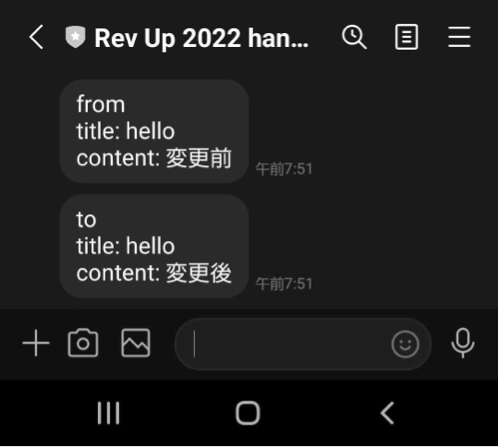 Rev Up 2022 han...
from
title: hello
content: 変更前
午前7:51
to
title: hello
content: 変更後
午前7:51